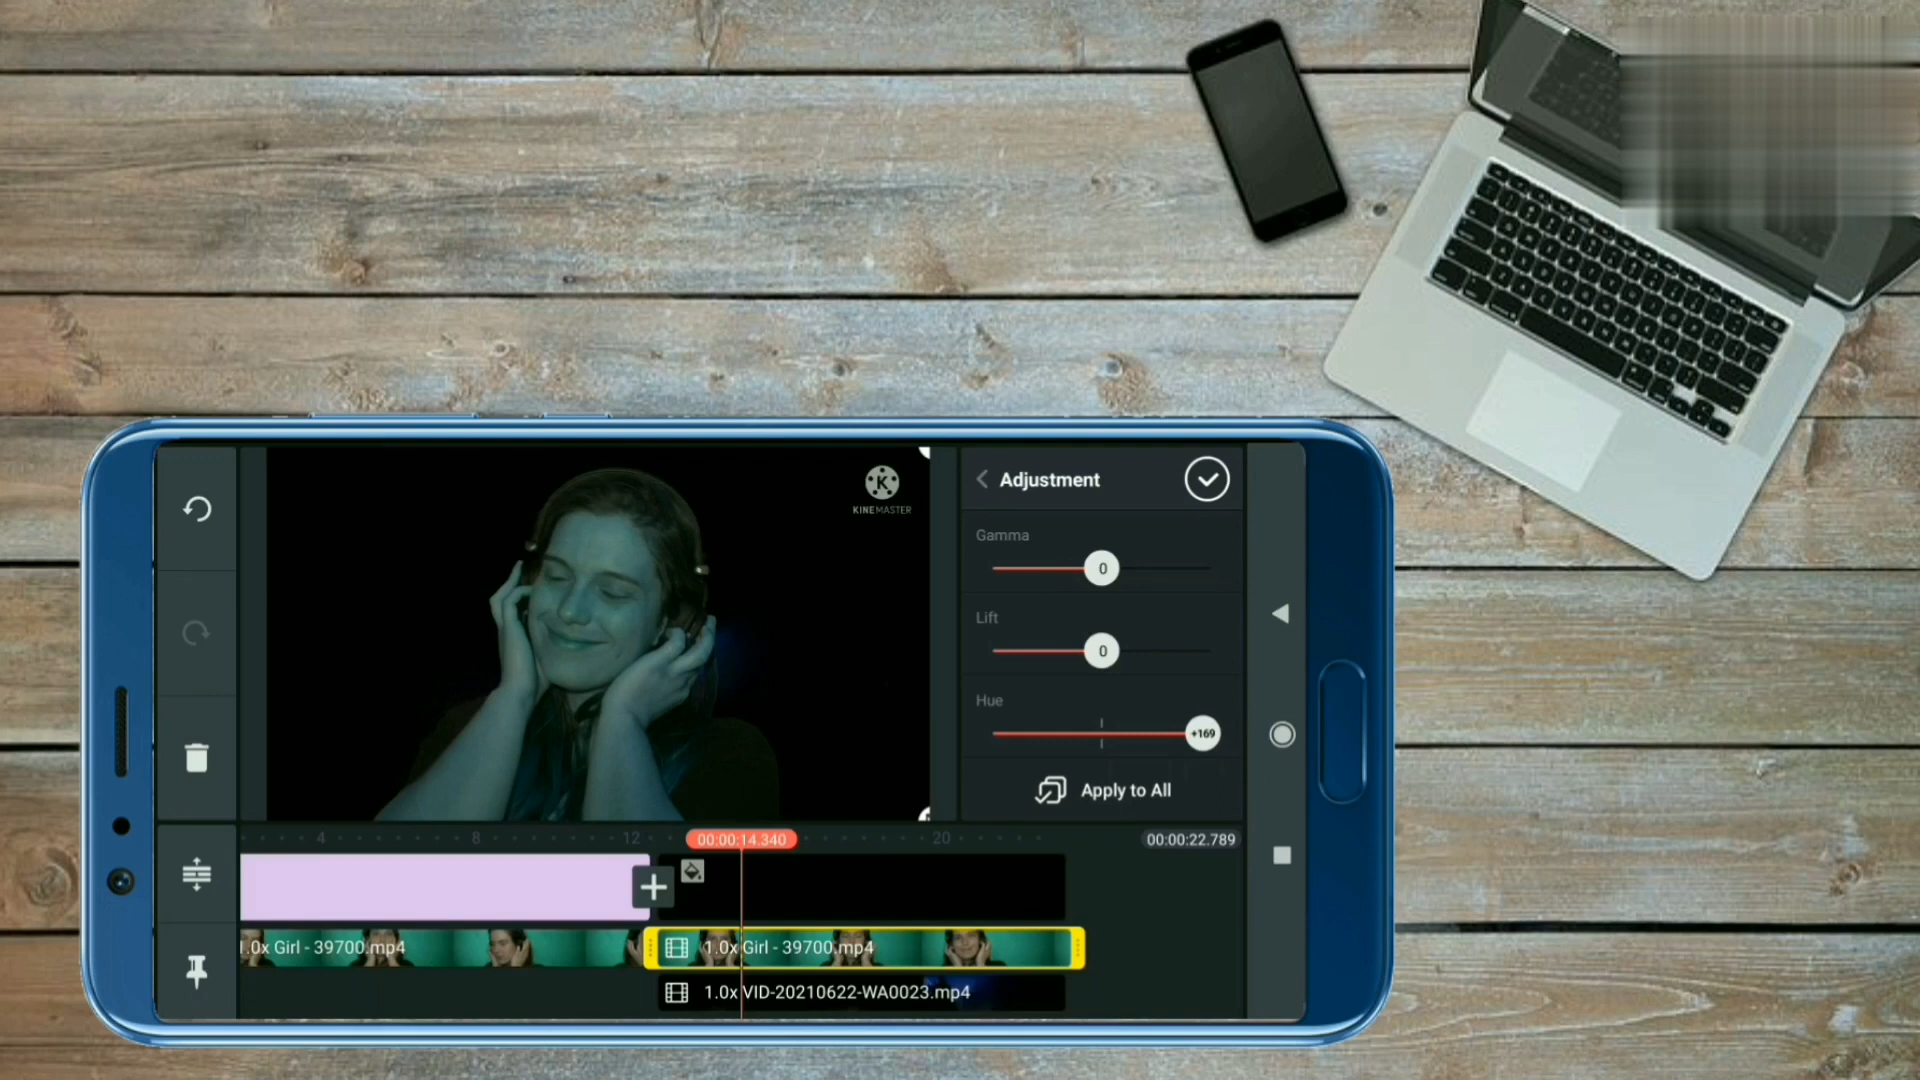 KINEMASTER
Adjustment
Gamma
0
Lift
0
Hue
+169
Apply to All
4
8
12
00:00:14.340
20
00:00:22.789
1.0x Girl - 39700.mp4
1.0x Girl - 39700.mp4
1.0x VID-20210622-WA0023.mp4